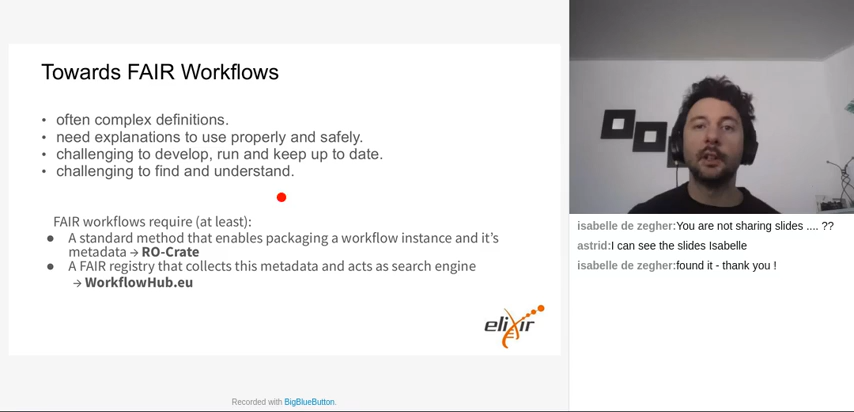 Towards FAIR Workflows
• often complex definitions.
• need explanations to use properly and safely.
• challenging to develop, run and keep up to date.
• challenging to find and understand.
FAIR workflows require (at least):
● A standard method that enables packaging a workflow instance and it's
metadata → RO-Crate
● A FAIR registry that collects this metadata and acts as search engine
→ WorkflowHub.eu
elixir
Recorded with BigBlueButton.
isabelle de zegher:You are not sharing slides .... ??
astrid:I can see the slides Isabelle
isabelle de zegher:found it - thank you !